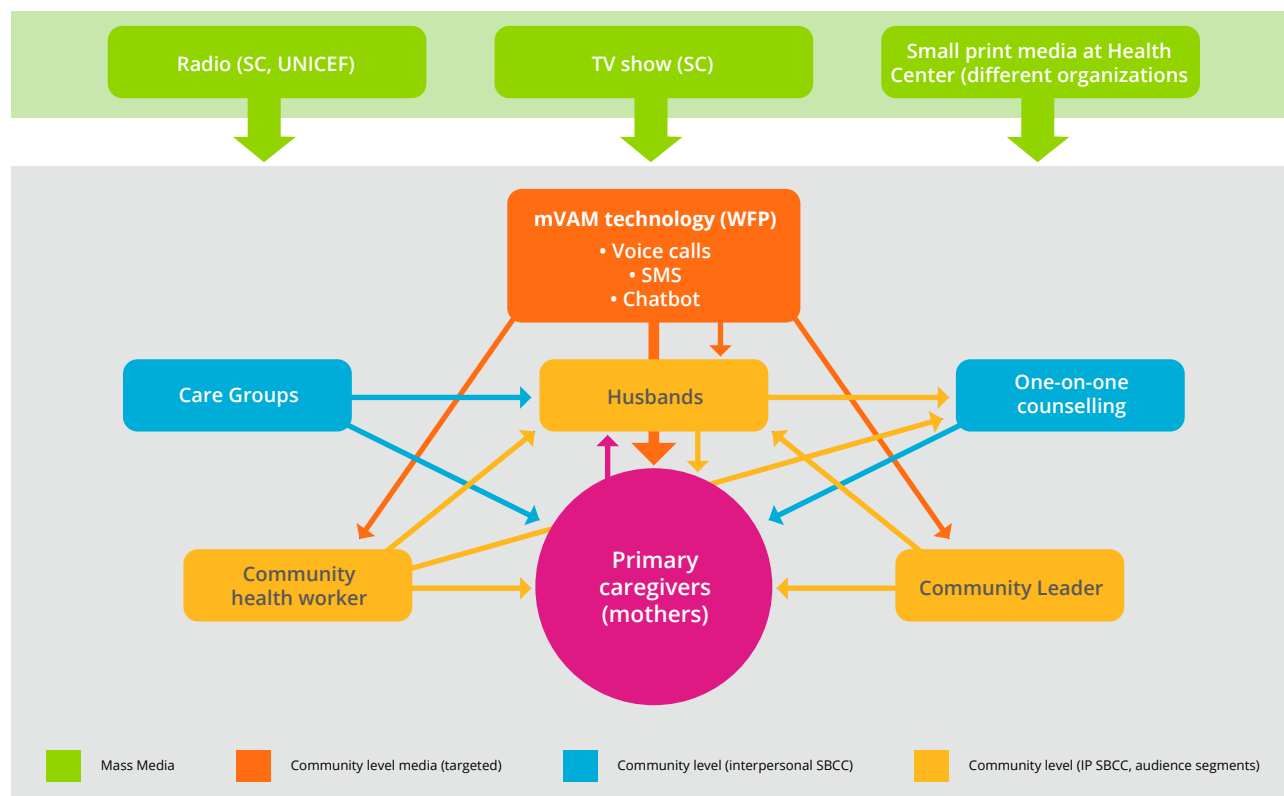 Radio (SC, UNICEF)
TV show (SC)
Small print media at Health
Center (different organizations
mVAM technology (WFP)
• Voice calls
• SMS
• Chatbot
Care Groups
Husbands
One-on-one
counselling
Community
health worker
Primary
caregivers
(mothers)
Community Leader
Mass Media
Community level media (targeted)
Community level (interpersonal SBCC)
Community level (IP SBCC, audience segments)